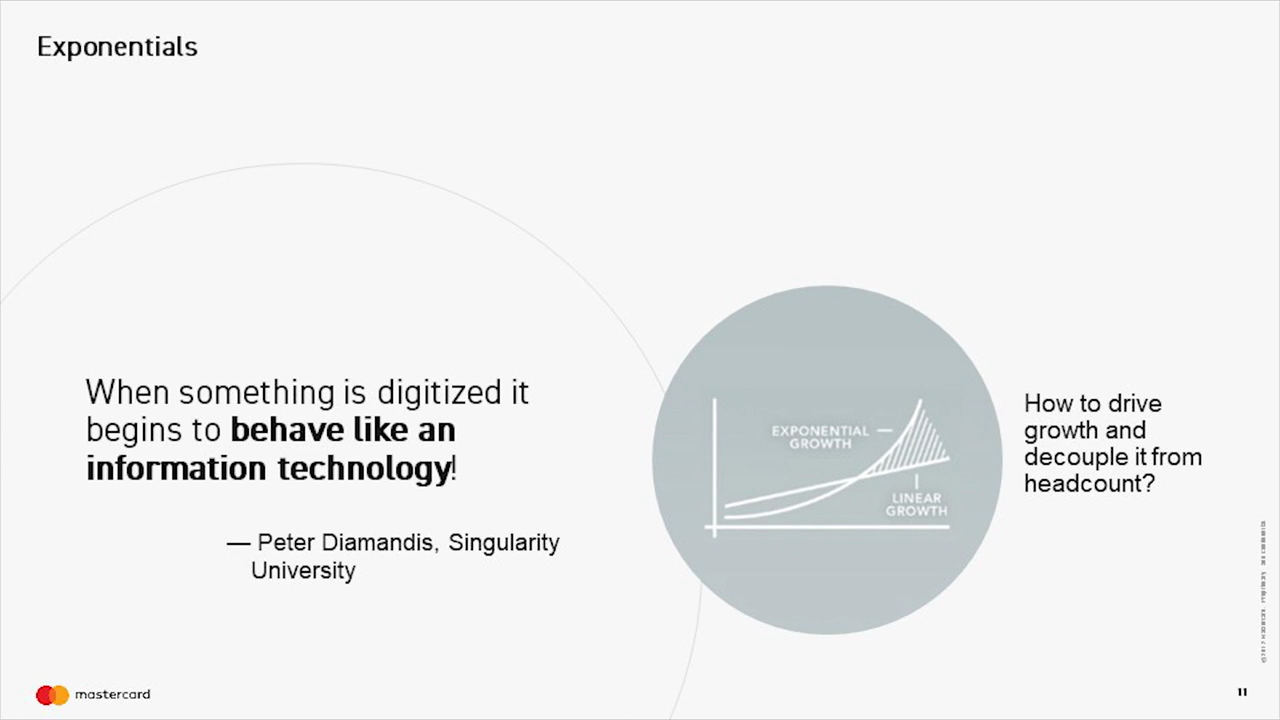 Exponentials
When something is digitized it
begins to behave like an
information technology!
— Peter Diamandis, Singularity
University
EXPONENTIAL
GROWTH
LINEAR
GROWTH
How to drive
growth and
decouple it from
headcount?
mastercard
11